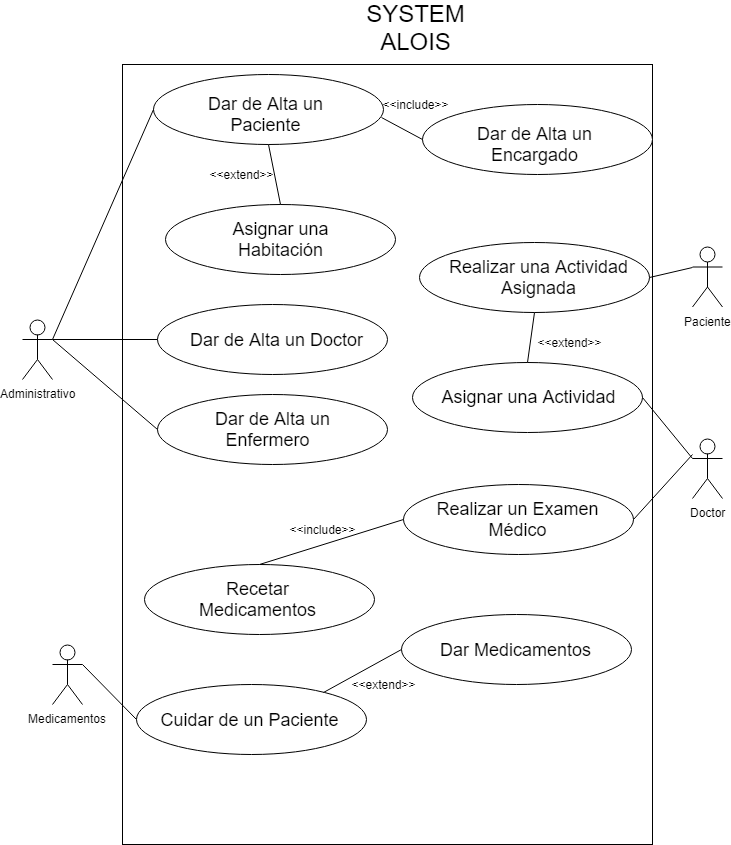 SYSTEM
ALOIS
Dar de Alta un
Paciente
<<include>>
Dar de Alta un
Encargado
<<extend>>
Asignar una
Habitación
Realizar una Actividad
Asignada
Paciente
Dar de Alta un Doctor
<<extend>>
Administrativo
Asignar una Actividad
Dar de Alta un
Enfermero
Doctor
Realizar un Examen
Médico
<<include>>
Recetar
Medicamentos
Dar Medicamentos
<<extend>>
Medicamentos
Cuidar de un Paciente